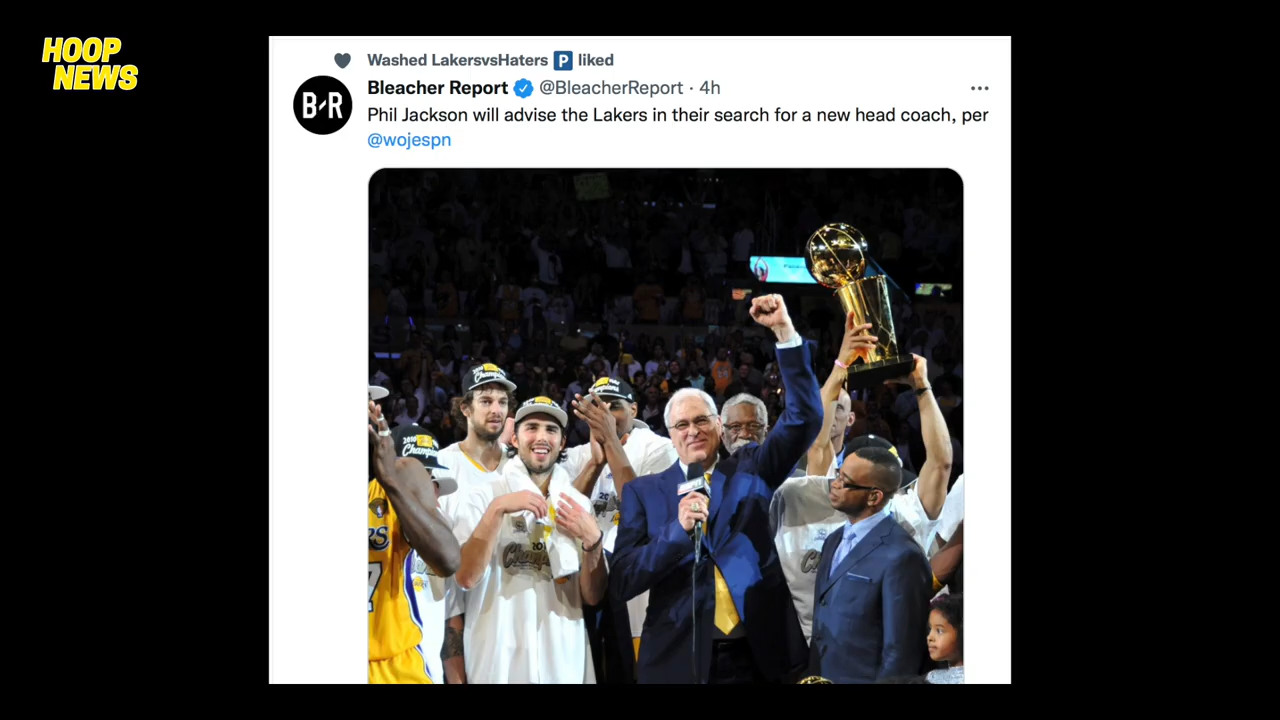 HOOP
NEWS
Washed LakersvsHaters 🅿️ liked
Bleacher Report @BleacherReport · 4h
B/R
Phil Jackson will advise the Lakers in their search for a new head coach, per
@wojespn
2010
Champions